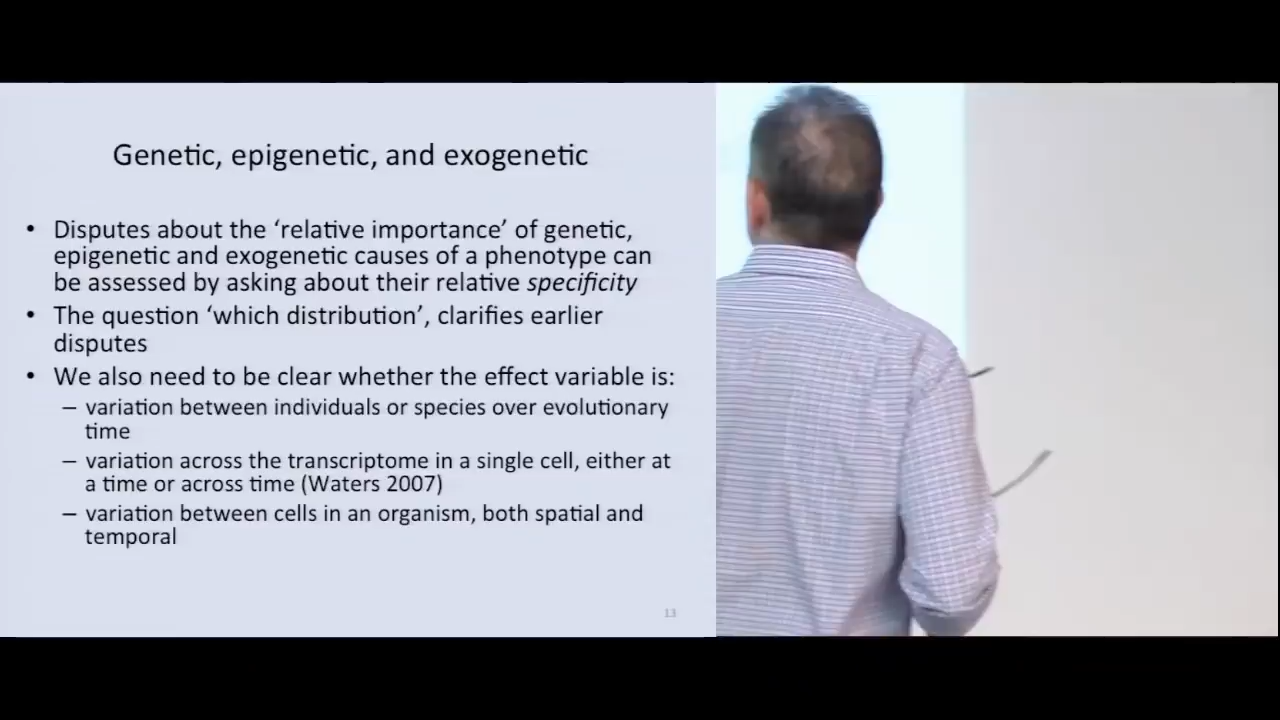 Genetic, epigenetic, and exogenetic
• Disputes about the ‘relative importance’ of genetic,
epigenetic and exogenetic causes of a phenotype can
be assessed by asking about their relative specificity
• The question ‘which distribution’, clarifies earlier
disputes
• We also need to be clear whether the effect variable is:
– variation between individuals or species over evolutionary
time
– variation across the transcriptome in a single cell, either at
a time or across time (Waters 2007)
– variation between cells in an organism, both spatial and
temporal
13